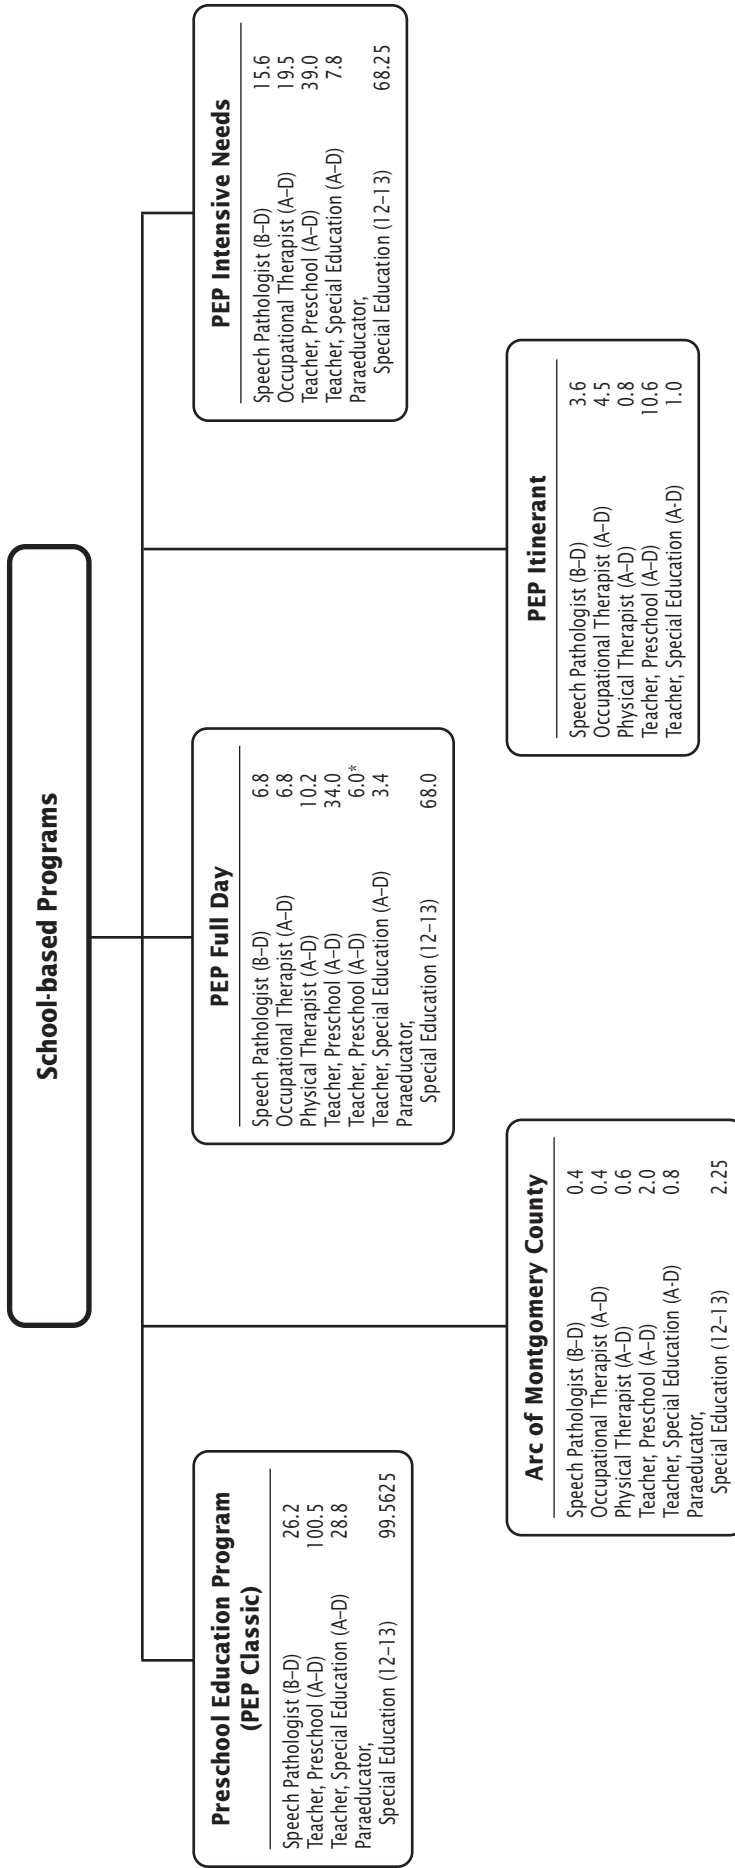 School-based Programs
Preschool Education Program
(PEP Classic)
Speech Pathologist (B–D) 26.2
Teacher, Preschool (A–D) 100.5
Teacher, Special Education (A–D) 28.8
Paraeducator,
Special Education (12–13) 99.5625
PEP Full Day
Speech Pathologist (B–D) 6.8
Occupational Therapist (A–D) 6.8
Physical Therapist (A–D) 10.2
Teacher, Preschool (A–D) 34.0
Teacher, Preschool (A–D) 6.0*
Teacher, Special Education (A–D) 3.4
Paraeducator,
Special Education (12–13) 68.0
PEP Intensive Needs
Speech Pathologist (B–D) 15.6
Occupational Therapist (A–D) 19.5
Teacher, Preschool (A–D) 39.0
Teacher, Special Education (A–D) 7.8
Paraeducator,
Special Education (12–13) 68.25
Arc of Montgomery County
Speech Pathologist (B–D) 0.4
Occupational Therapist (A–D) 0.4
Physical Therapist (A–D) 0.6
Teacher, Preschool (A–D) 2.0
Teacher, Special Education (A-D) 0.8
Paraeducator,
Special Education (12–13) 2.25
PEP Itinerant
Speech Pathologist (B–D) 3.6
Occupational Therapist (A–D) 4.5
Physical Therapist (A–D) 0.8
Teacher, Preschool (A–D) 10.6
Teacher, Special Education (A-D) 1.0